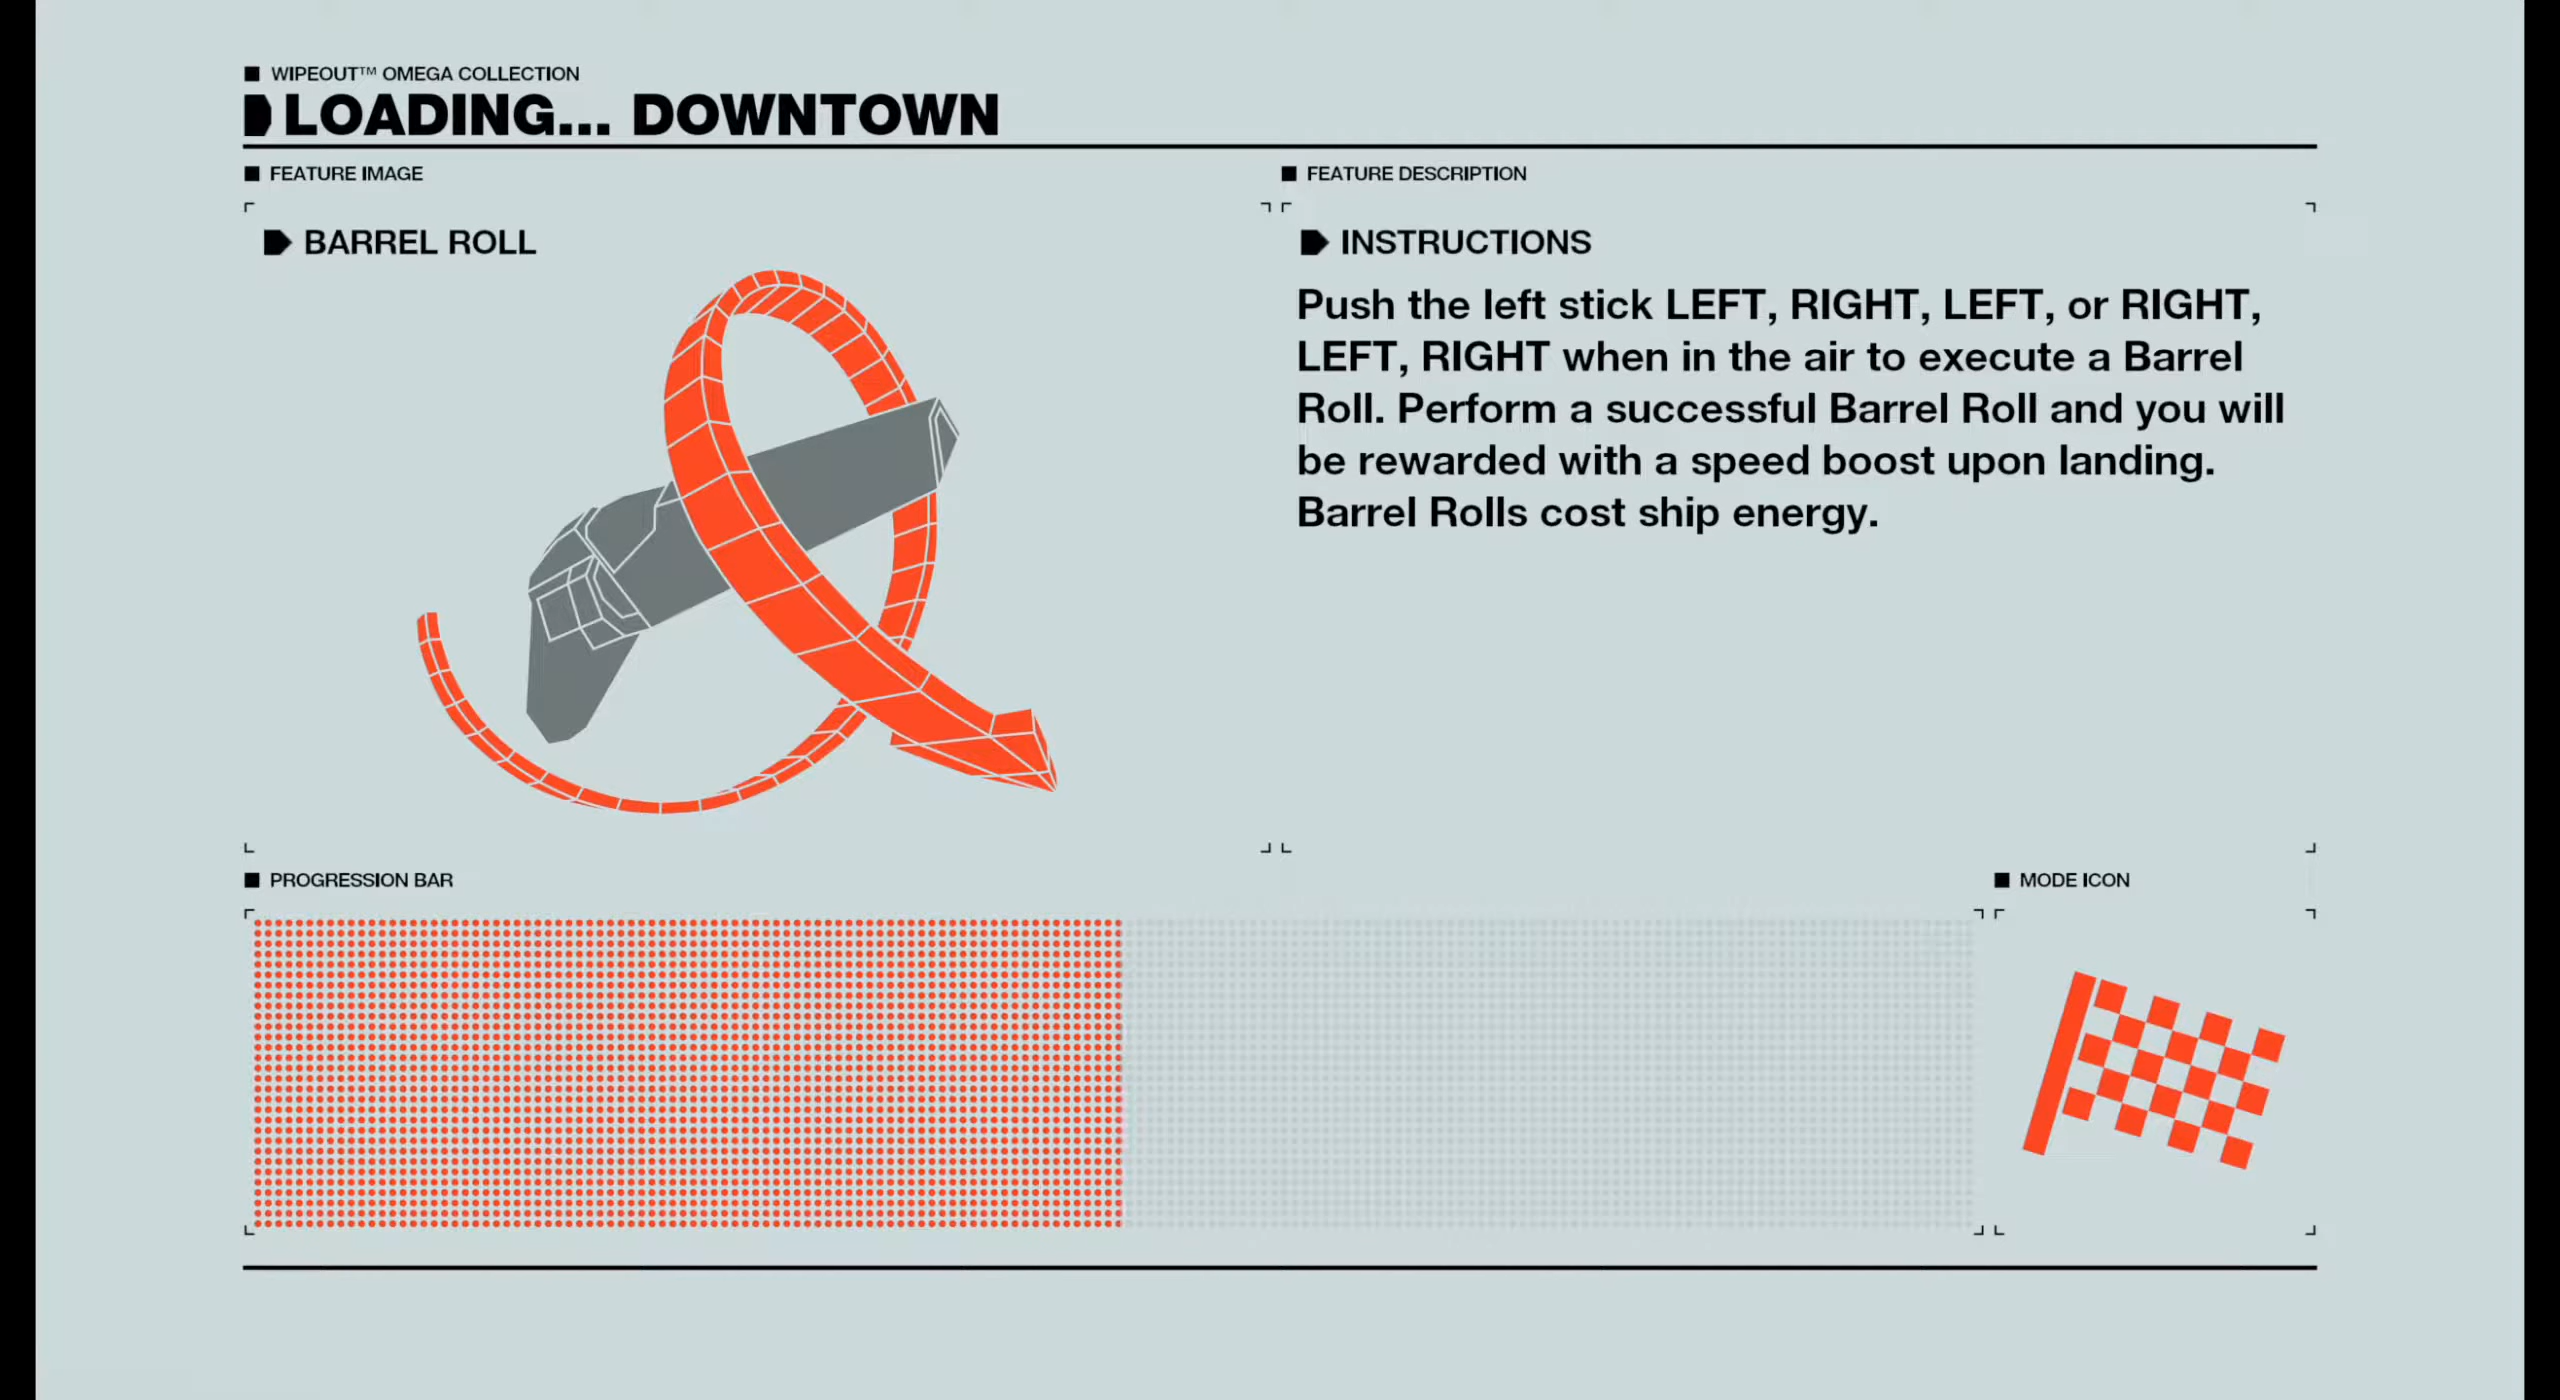 WIPEOUT™ OMEGA COLLECTION
LOADING... DOWNTOWN
FEATURE IMAGE
BARREL ROLL
FEATURE DESCRIPTION
INSTRUCTIONS
Push the left stick LEFT, RIGHT, LEFT, or RIGHT,
LEFT, RIGHT when in the air to execute a Barrel
Roll. Perform a successful Barrel Roll and you will
be rewarded with a speed boost upon landing.
Barrel Rolls cost ship energy.
PROGRESSION BAR
MODE ICON